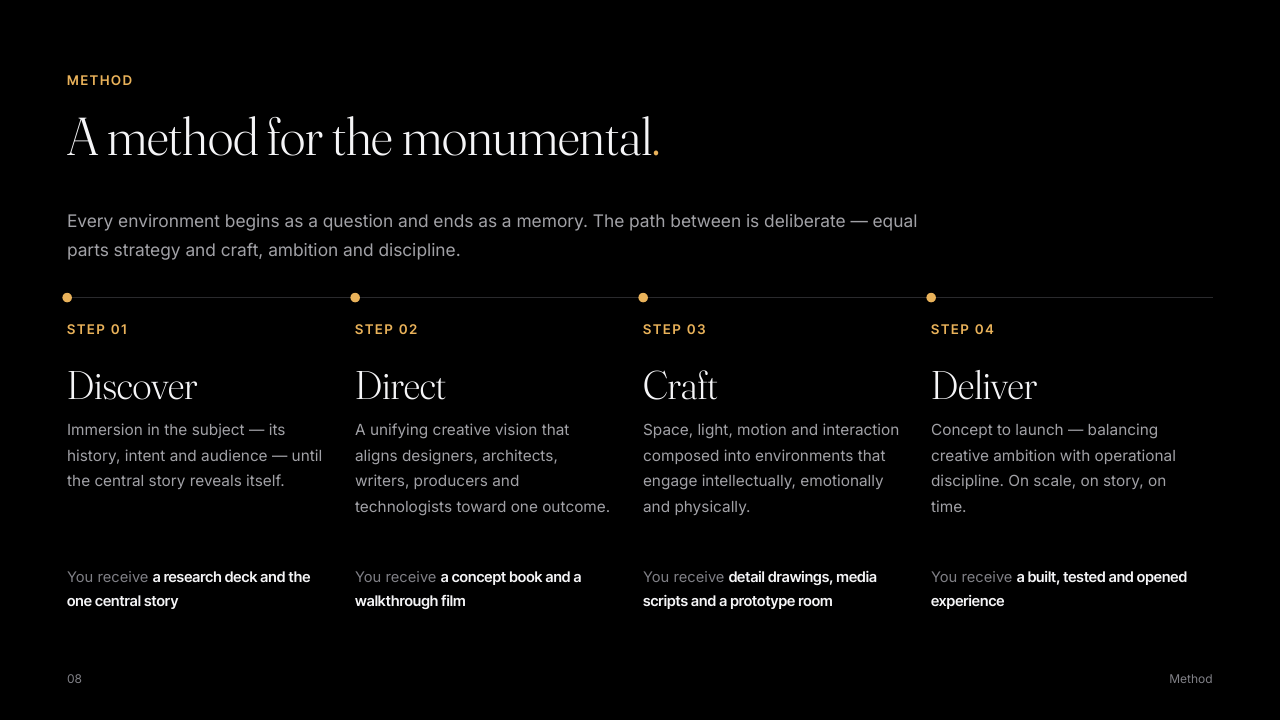 METHOD
A method for the monumental.
Every environment begins as a question and ends as a memory. The path between is deliberate — equal
parts strategy and craft, ambition and discipline.
STEP 01
Discover
Immersion in the subject — its
history, intent and audience — until
the central story reveals itself.
You receive a research deck and the
one central story
STEP 02
Direct
A unifying creative vision that
aligns designers, architects,
writers, producers and
technologists toward one outcome.
You receive a concept book and a
walkthrough film
STEP 03
Craft
Space, light, motion and interaction
composed into environments that
engage intellectually, emotionally
and physically.
You receive detail drawings, media
scripts and a prototype room
STEP 04
Deliver
Concept to launch — balancing
creative ambition with operational
discipline. On scale, on story, on
time.
You receive a built, tested and opened
experience
08
Method